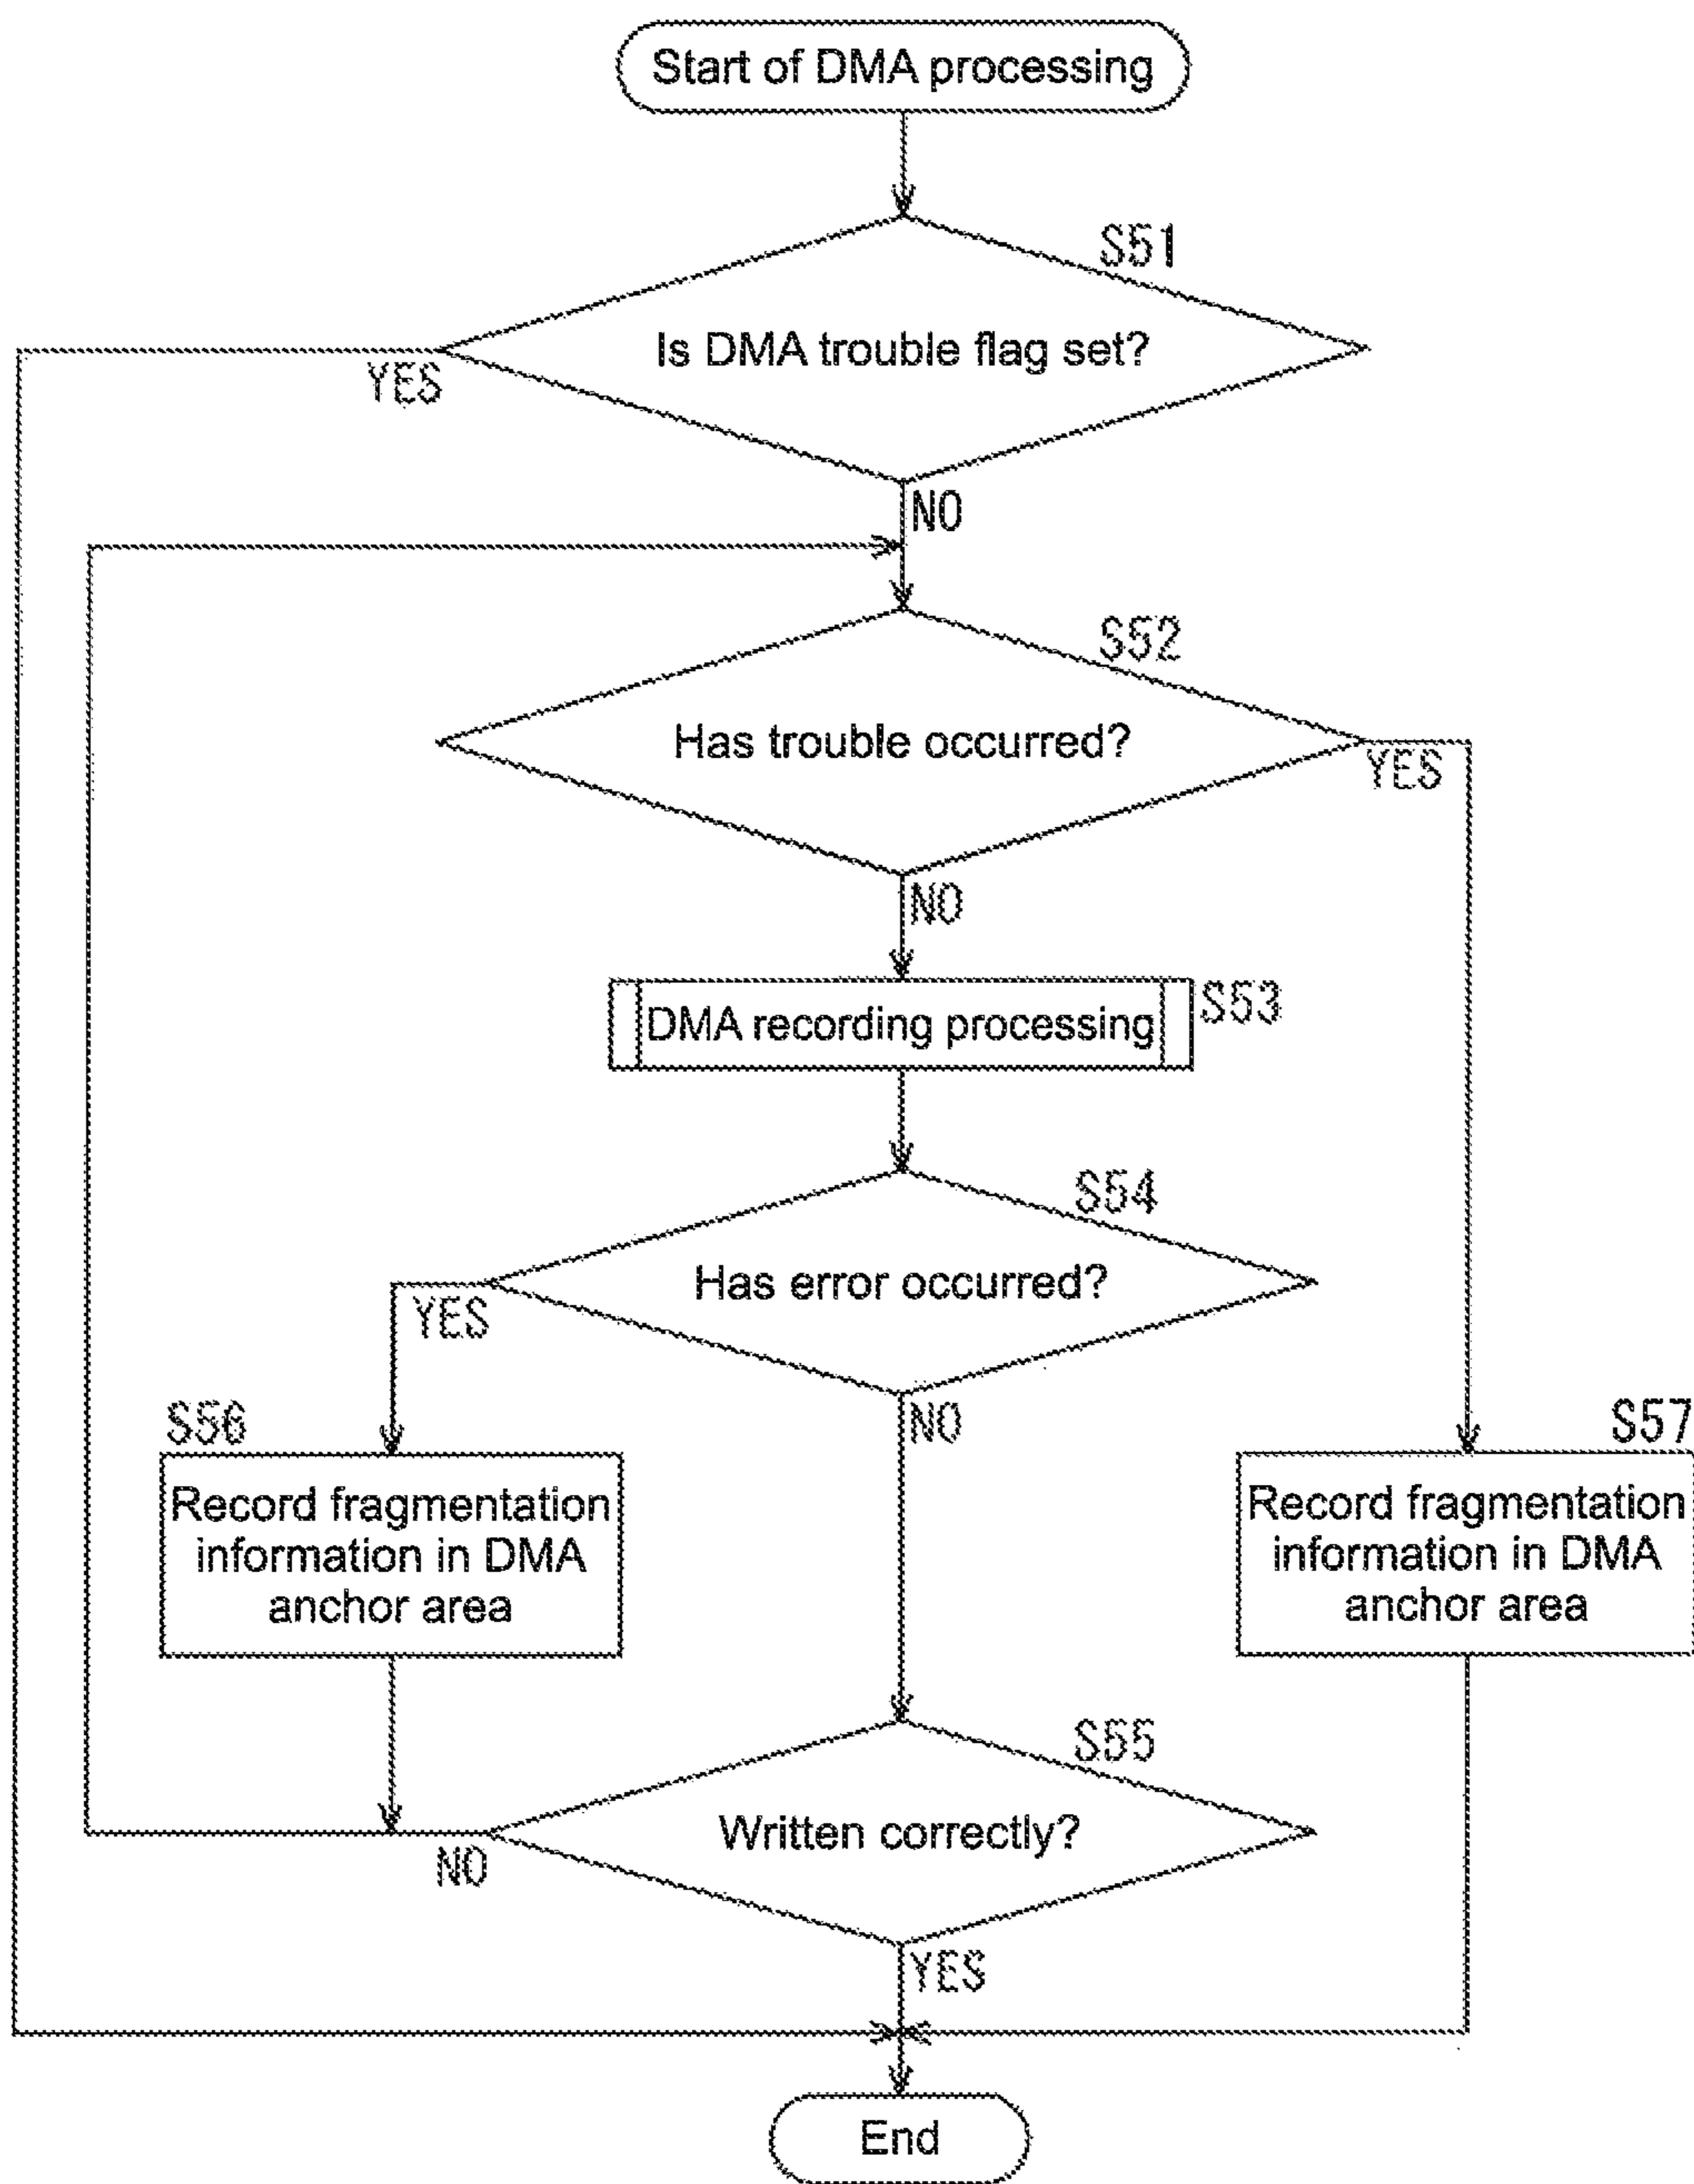 Start of DMA processing
S51
Is DMA trouble flag set?
YES
NO
S52
Has trouble occurred?
YES
NO
DMA recording processing
S53
S54
Has error occurred?
YES
NO
S56
Record fragmentation
information in DMA
anchor area
S57
Record fragmentation
information in DMA
anchor area
S55
Written correctly?
NO
YES
End